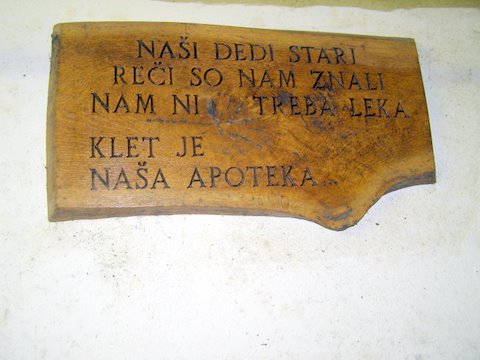 NAŠI DEDI STARI
REČI SO NAM ZNALI
NAM NI TREBA LEKA
KLET JE
NAŠA APOTEKA...